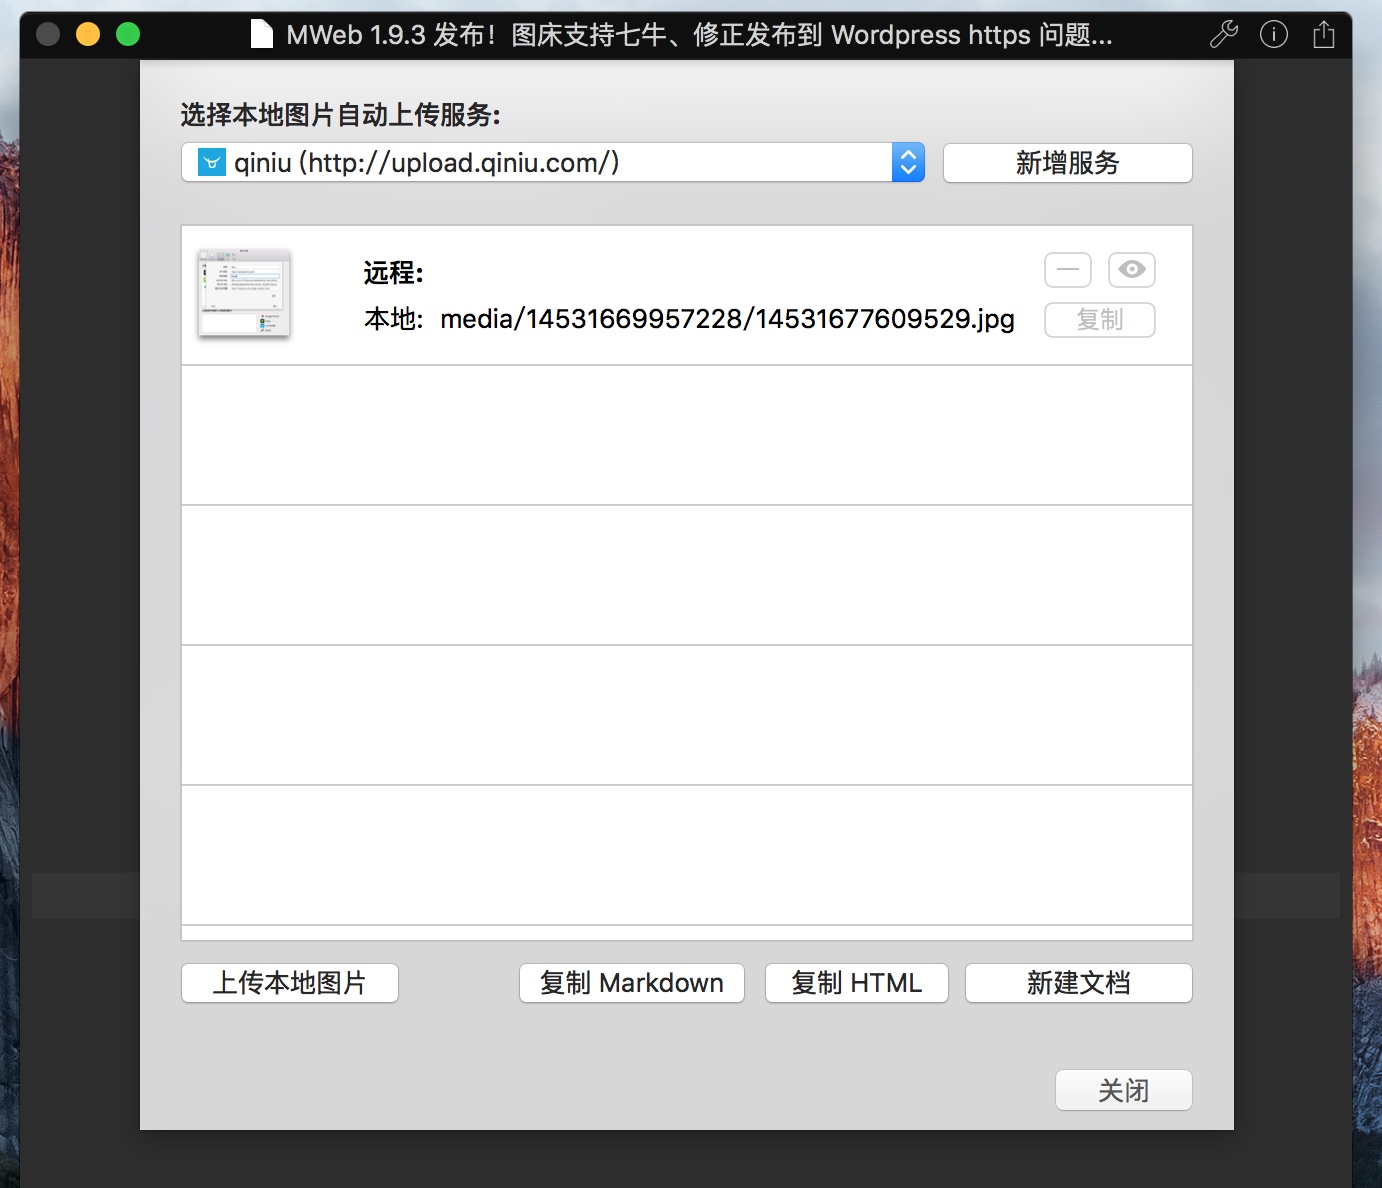 MWeb 1.9.3 发布！图床支持七牛、修正发布到 Wordpress https 问题...
选择本地图片自动上传服务:
qiniu (http://upload.qiniu.com/)
新增服务
远程:
本地: media/14531669957228/14531677609529.jpg
复制
上传本地图片
复制 Markdown
复制 HTML
新建文档
关闭